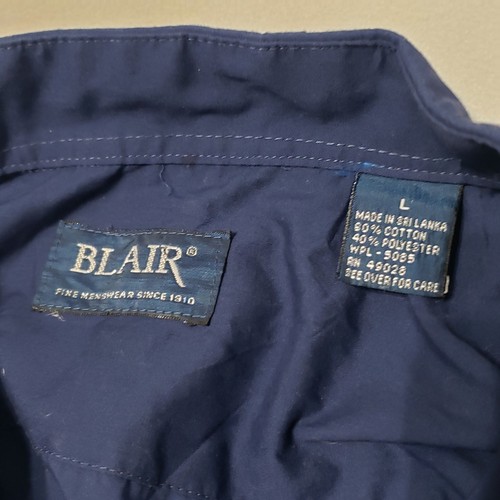 BLAIR®
FINE MENSWEAR SINCE 1910
L
MADE IN SRI LANKA
60% COTTON
40% POLYESTER
WPL - 5085
RN 49028
SEE OVER FOR CARE